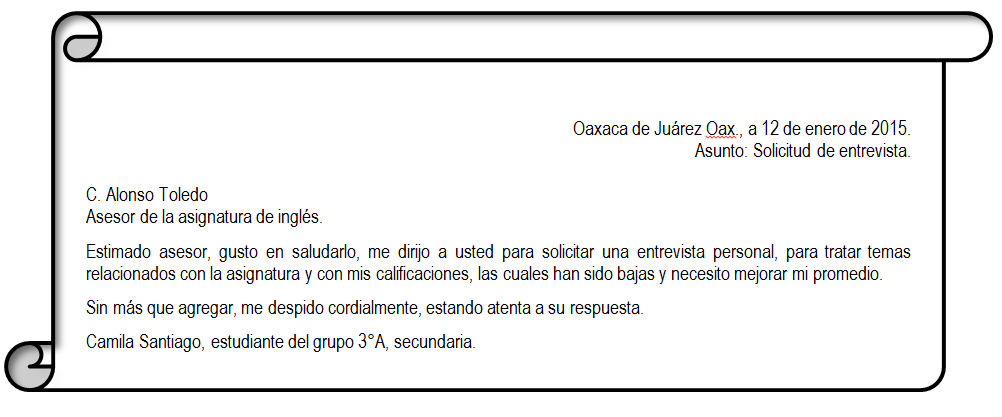 Oaxaca de Juárez Oax., a 12 de enero de 2015.
Asunto: Solicitud de entrevista.
C. Alonso Toledo
Asesor de la asignatura de inglés.
Estimado asesor, gusto en saludarlo, me dirijo a usted para solicitar una entrevista personal, para tratar temas
relacionados con la asignatura y con mis calificaciones, las cuales han sido bajas y necesito mejorar mi promedio.
Sin más que agregar, me despido cordialmente, estando atenta a su respuesta.
Camila Santiago, estudiante del grupo 3°A, secundaria.